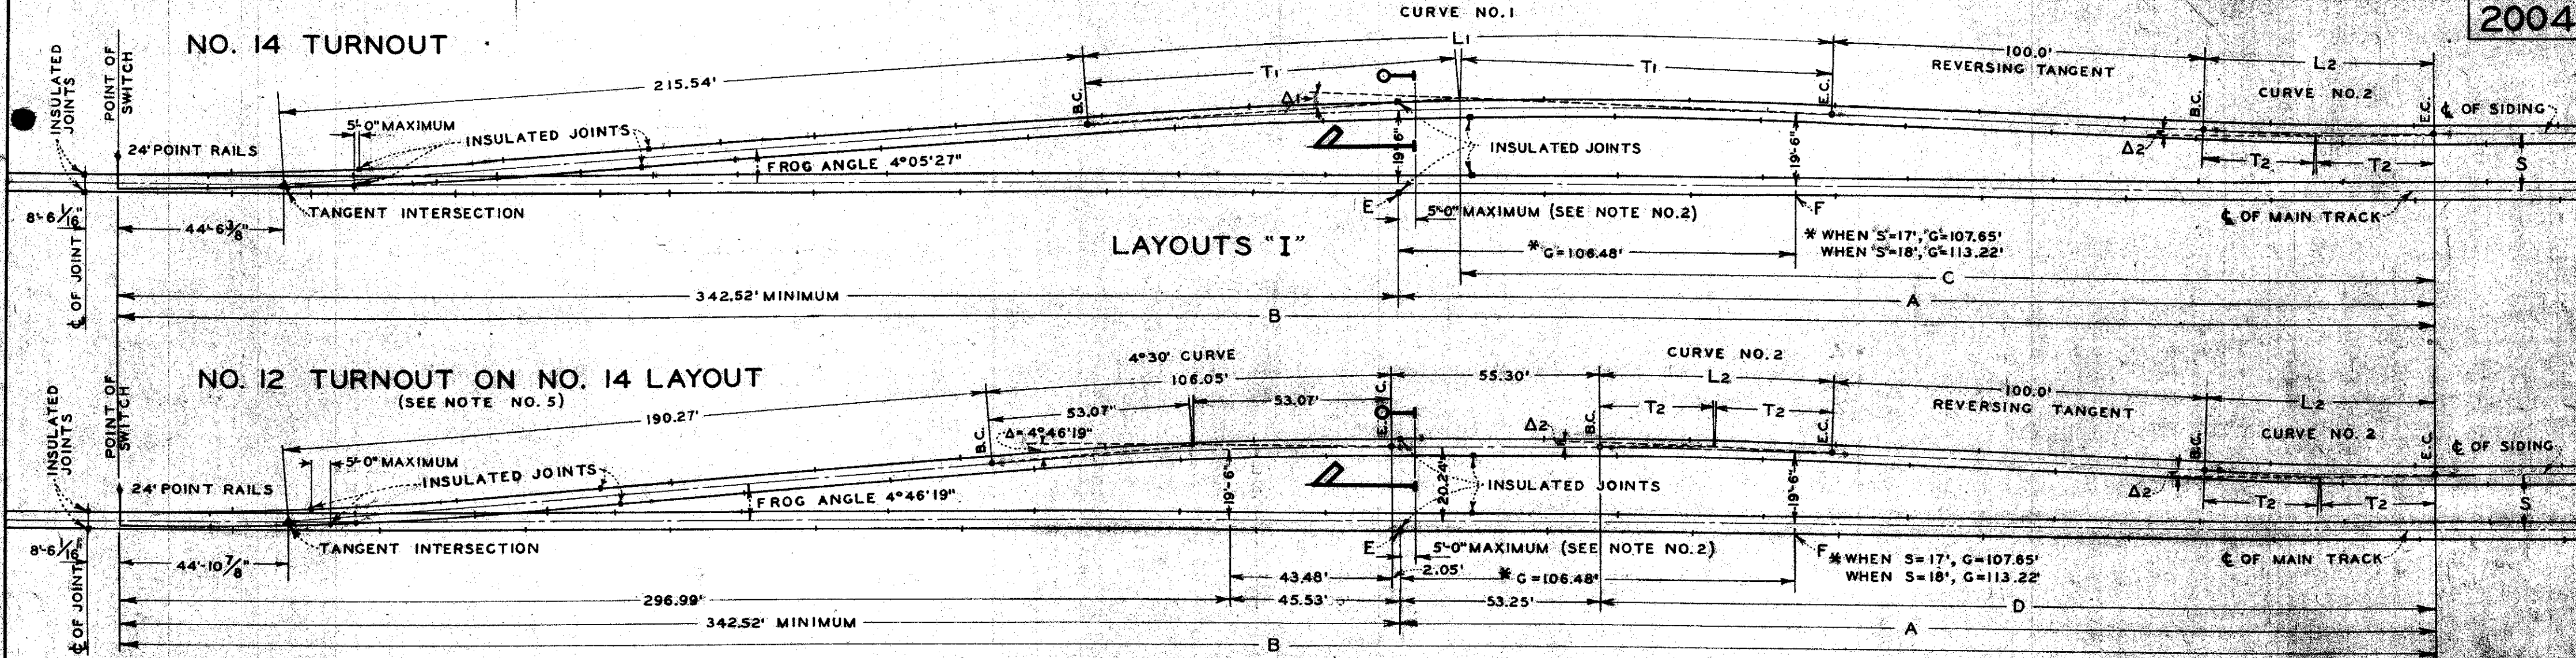 2004
CURVE NO. 1
NO. 14 TURNOUT
INSULATED JOINTS
POINT OF SWITCH
215.54'
L1
T1
T1
100.0'
REVERSING TANGENT
L2
CURVE NO. 2
B.C.
E.C.
B.C.
E.C.
℄ OF SIDING
Δ1
5'-0" MAXIMUM
INSULATED JOINTS
24' POINT RAILS
FROG ANGLE 4°05'27"
19'-6"
INSULATED JOINTS
19'-6"
Δ2
T2
T2
S
8'-6 1/16"
TANGENT INTERSECTION
44'-6 3/8"
E
5'-0" MAXIMUM (SEE NOTE NO. 2)
F
℄ OF MAIN TRACK
℄ OF JOINT
LAYOUTS "I"
* G=106.48'
* WHEN "S"=17', "G"=107.65'
WHEN "S"=18', "G"=113.22'
C
342.52' MINIMUM
A
B
NO. 12 TURNOUT ON NO. 14 LAYOUT
(SEE NOTE NO. 5)
INSULATED JOINTS
POINT OF SWITCH
4°30' CURVE
106.05'
190.27'
53.07'
53.07'
55.30'
CURVE NO. 2
L2
T2
T2
100.0'
REVERSING TANGENT
L2
CURVE NO. 2
B.C.
E.C.
B.C.
E.C.
B.C.
E.C.
℄ OF SIDING
Δ=4°46'19"
Δ2
5'-0" MAXIMUM
INSULATED JOINTS
24' POINT RAILS
FROG ANGLE 4°46'19"
19'-6"
20.24'
INSULATED JOINTS
19'-6"
Δ2
T2
T2
S
8'-6 1/16"
TANGENT INTERSECTION
44'-10 7/8"
E
5'-0" MAXIMUM (SEE NOTE NO. 2)
F
℄ OF MAIN TRACK
℄ OF JOINT
43.48'
2.05'
* G=106.48'
* WHEN S=17', G=107.65'
WHEN S=18', G=113.22'
296.99'
45.53'
53.25'
D
342.52' MINIMUM
A
B